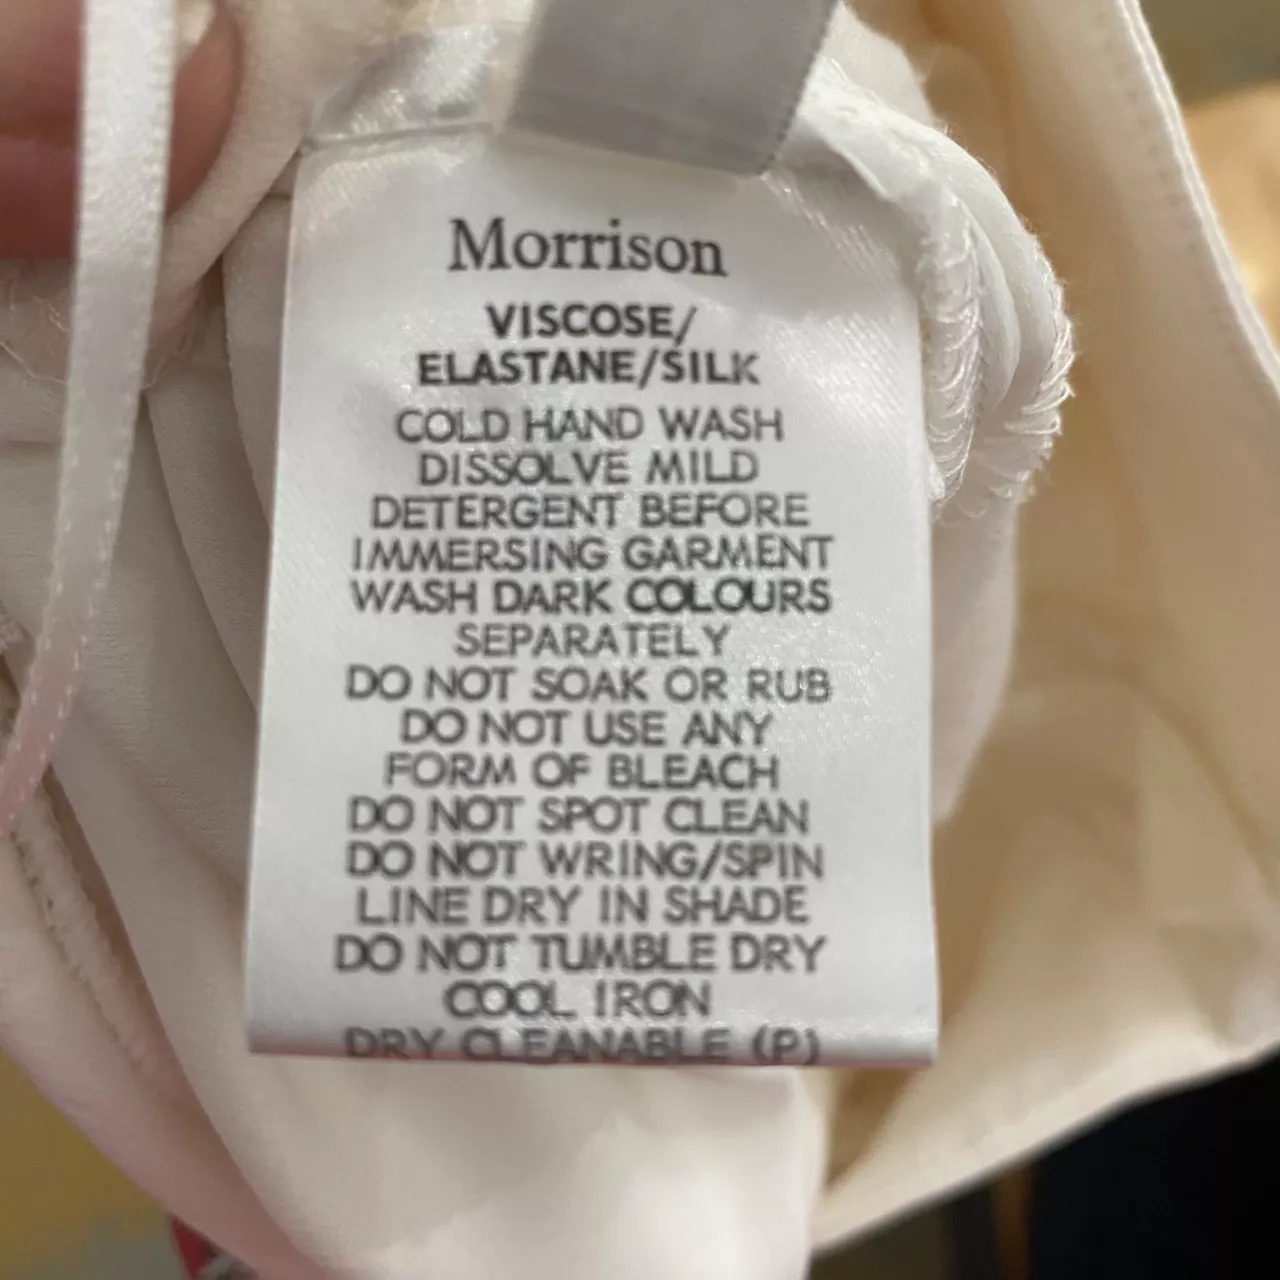 Morrison
VISCOSE/
ELASTANE/SILK
COLD HAND WASH
DISSOLVE MILD
DETERGENT BEFORE
IMMERSING GARMENT
WASH DARK COLOURS
SEPARATELY
DO NOT SOAK OR RUB
DO NOT USE ANY
FORM OF BLEACH
DO NOT SPOT CLEAN
DO NOT WRING/SPIN
LINE DRY IN SHADE
DO NOT TUMBLE DRY
COOL IRON
DRY CLEANABLE (P)